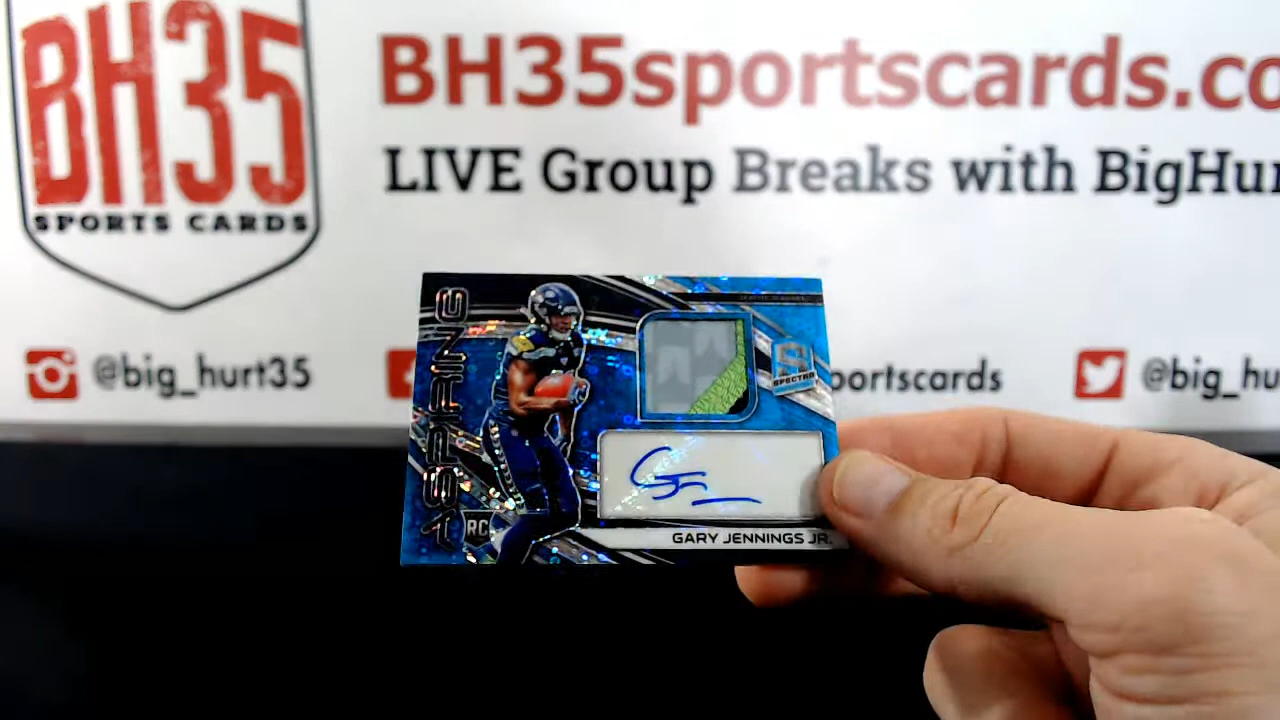 BH35
SPORTS CARDS
BH35sportscards.co
LIVE Group Breaks with BigHur
@big_hurt35
portscards
@big_hu
ASPIRING
SPECTRA
RC
GARY JENNINGS JR.